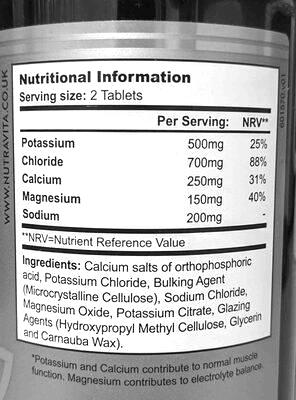 Nutritional Information
Serving size: 2 Tablets
Per Serving: NRV**
Potassium 500mg 25%
Chloride 700mg 88%
Calcium 250mg 31%
Magnesium 150mg 40%
Sodium 200mg -
**NRV=Nutrient Reference Value
Ingredients: Calcium salts of orthophosphoric
acid, Potassium Chloride, Bulking Agent
(Microcrystalline Cellulose), Sodium Chloride,
Magnesium Oxide, Potassium Citrate, Glazing
Agents (Hydroxypropyl Methyl Cellulose, Glycerin
and Carnauba Wax).
*Potassium and Calcium contribute to normal muscle
function. Magnesium contributes to electrolyte balance.
WWW.NUTRAVITA.CO.UK